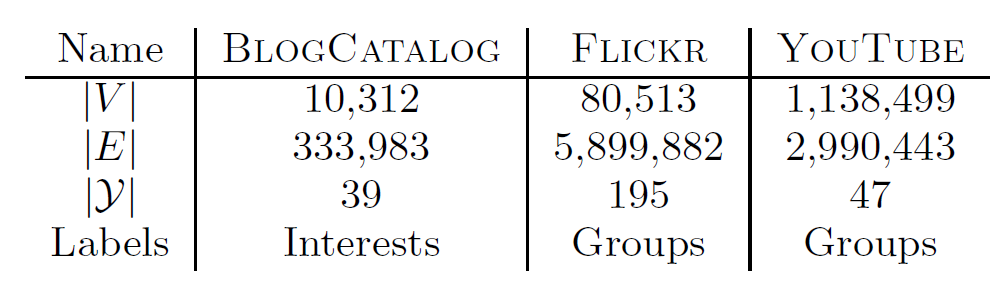 Name BLOGCATALOG FLICKR YOUTUBE
|V| 10,312 80,513 1,138,499
|E| 333,983 5,899,882 2,990,443
|𝒴| 39 195 47
Labels Interests Groups Groups